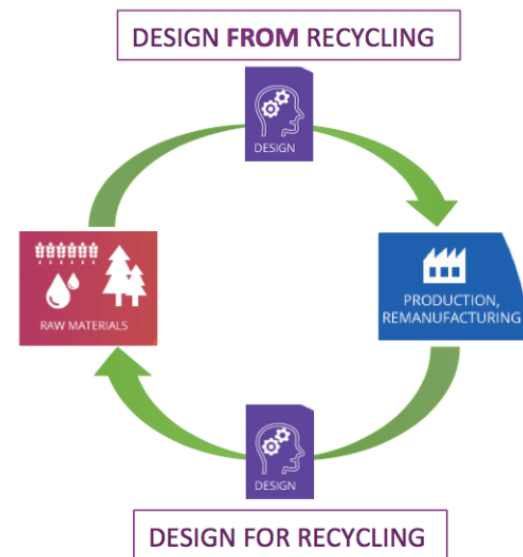 DESIGN FROM RECYCLING
DESIGN
RAW MATERIALS
PRODUCTION,
REMANUFACTURING
DESIGN
DESIGN FOR RECYCLING